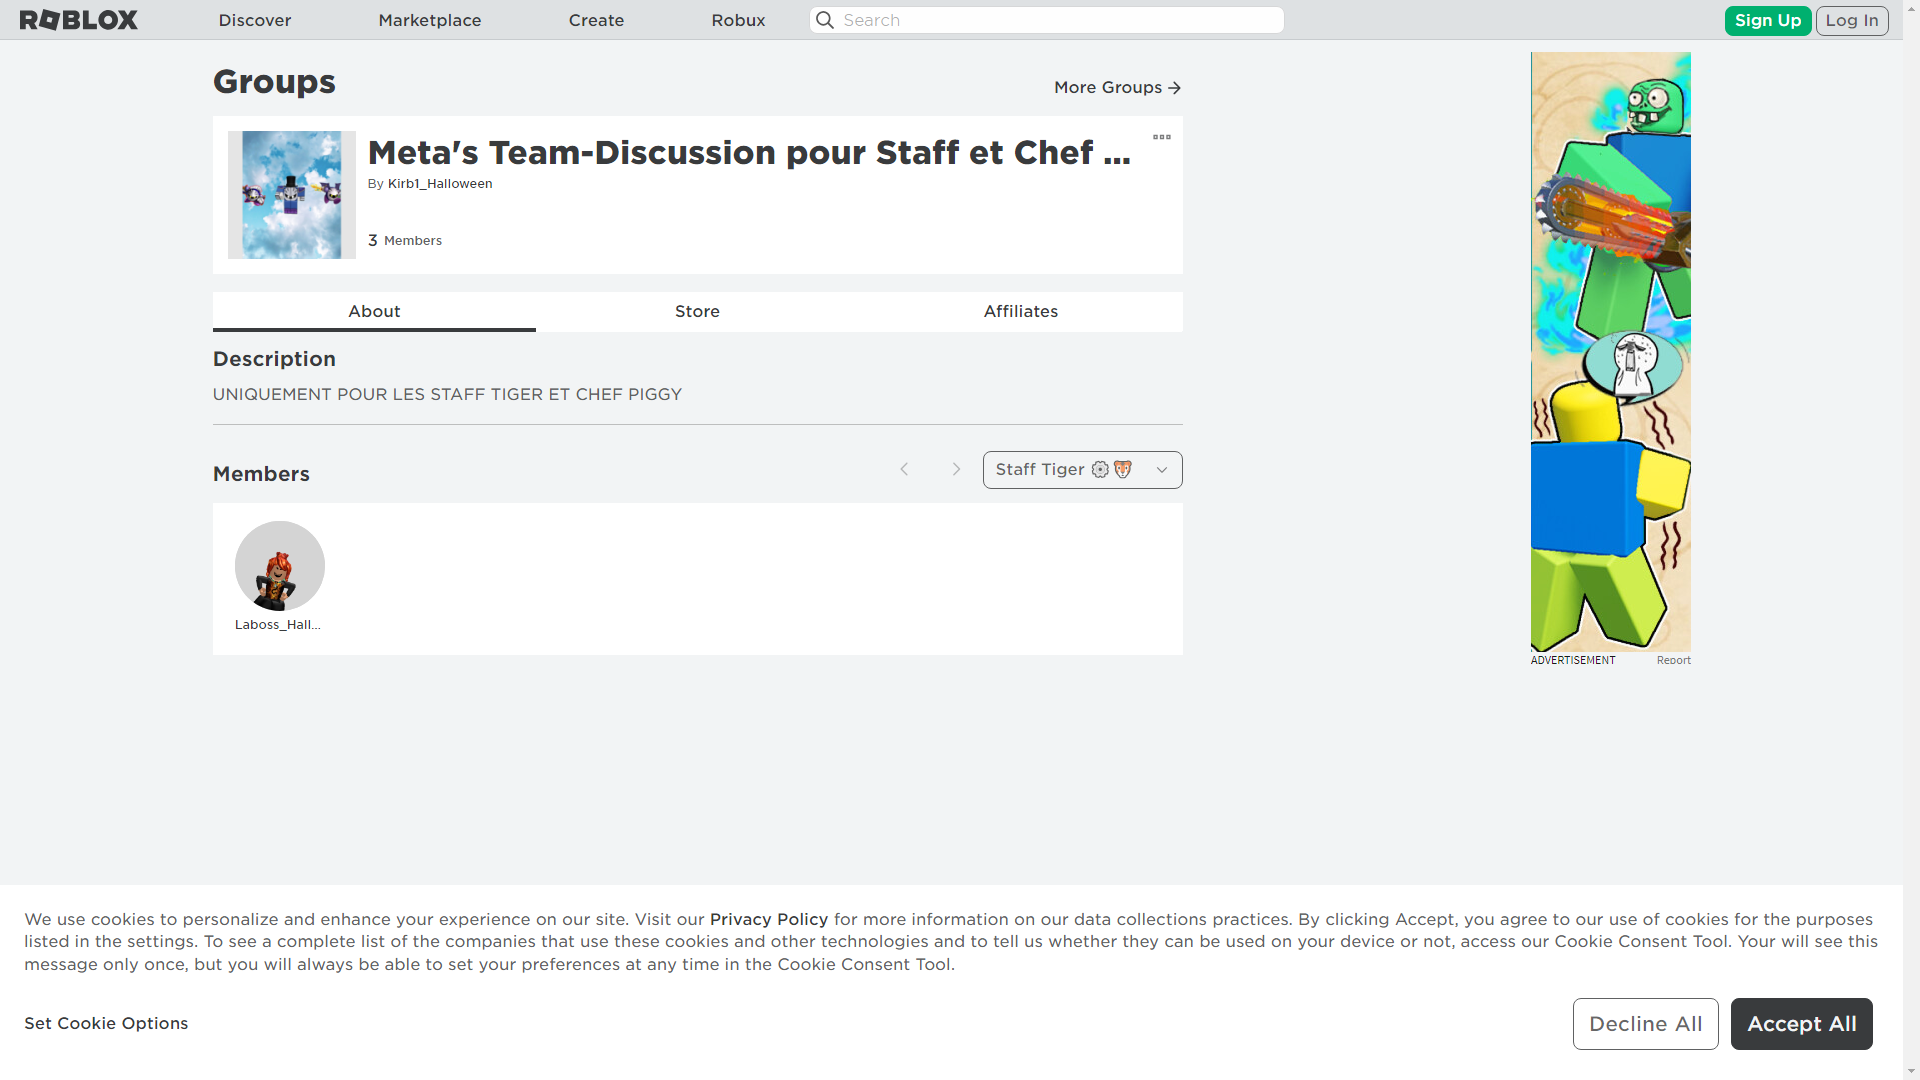 ROBLOX
Discover
Marketplace
Create
Robux
Search
Sign Up
Log In
Groups
More Groups
Meta's Team-Discussion pour Staff et Chef ...
By Kirb1_Halloween
3 Members
About
Store
Affiliates
Description
UNIQUEMENT POUR LES STAFF TIGER ET CHEF PIGGY
Members
Staff Tiger ⚙️🐯
Laboss_Hall...
ADVERTISEMENT
Report
We use cookies to personalize and enhance your experience on our site. Visit our Privacy Policy for more information on our data collections practices. By clicking Accept, you agree to our use of cookies for the purposes
listed in the settings. To see a complete list of the companies that use these cookies and other technologies and to tell us whether they can be used on your device or not, access our Cookie Consent Tool. Your will see this
message only once, but you will always be able to set your preferences at any time in the Cookie Consent Tool.
Set Cookie Options
Decline All
Accept All